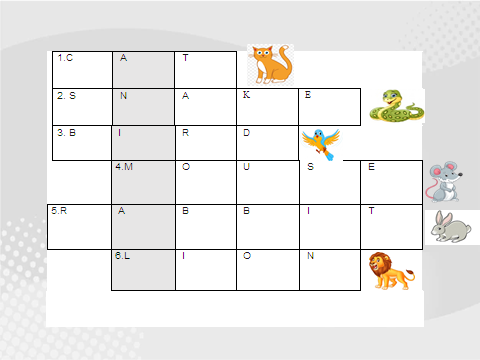 1.C A T
2. S N A K E
3. B I R D
4.M O U S E
5.R A B B I T
6.L I O N